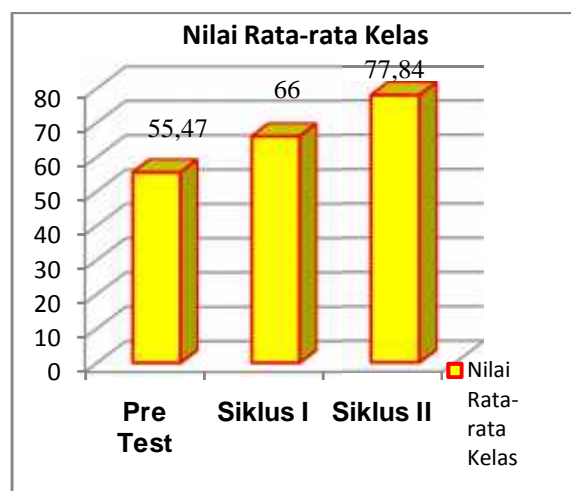 Nilai Rata-rata Kelas
77,84
66
55,47
80
70
60
50
40
30
20
10
0
Pre
Test
Siklus I
Siklus II
Nilai
Rata-
rata
Kelas